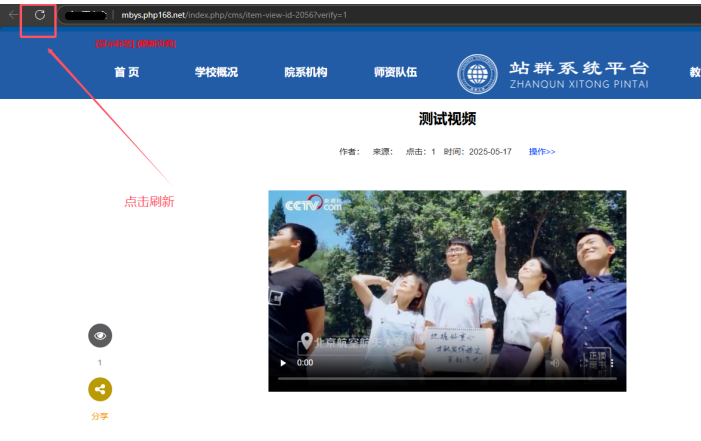 mbys.php168.net/index.php/cms/item-view-id-2056?verify=1
首 页
学校概况
院系机构
师资队伍
站群系统平台
ZHANQUN XITONG PINTAI
教
测试视频
作者： 来源： 点击：1 时间：2025-05-17 操作>>
点击刷新
CCTV
com
北京航空航
0:00
1
分享